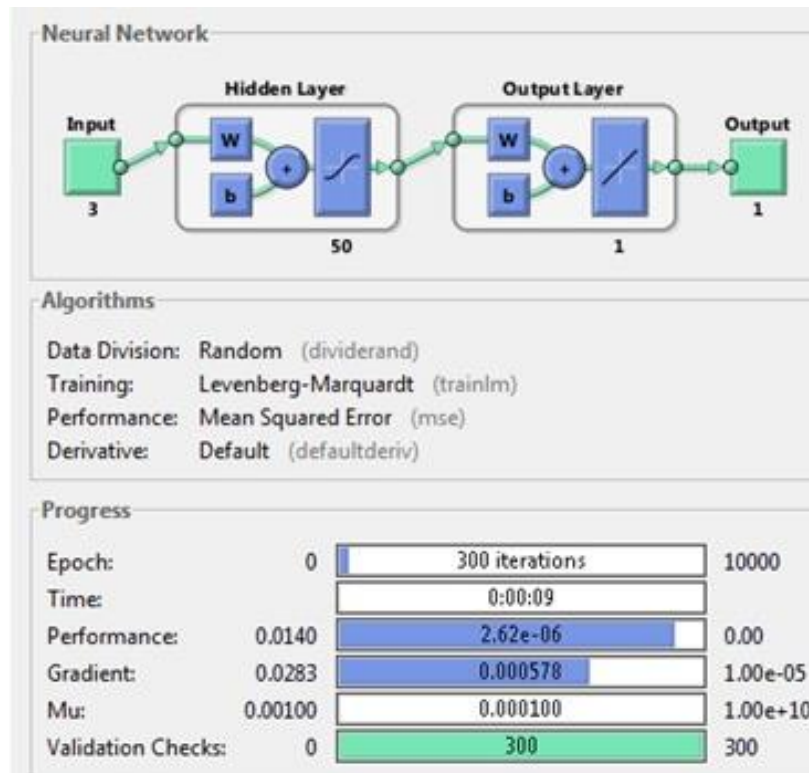 Neural Network
Hidden Layer Output Layer
Input Output
W W
+ +
b b
3 1
50 1
Algorithms
Data Division: Random (dividerand)
Training: Levenberg-Marquardt (trainlm)
Performance: Mean Squared Error (mse)
Derivative: Default (defaultderiv)
Progress
Epoch: 0 300 iterations 10000
Time: 0:00:09
Performance: 0.0140 2.62e-06 0.00
Gradient: 0.0283 0.000578 1.00e-05
Mu: 0.00100 0.000100 1.00e+10
Validation Checks: 0 300 300